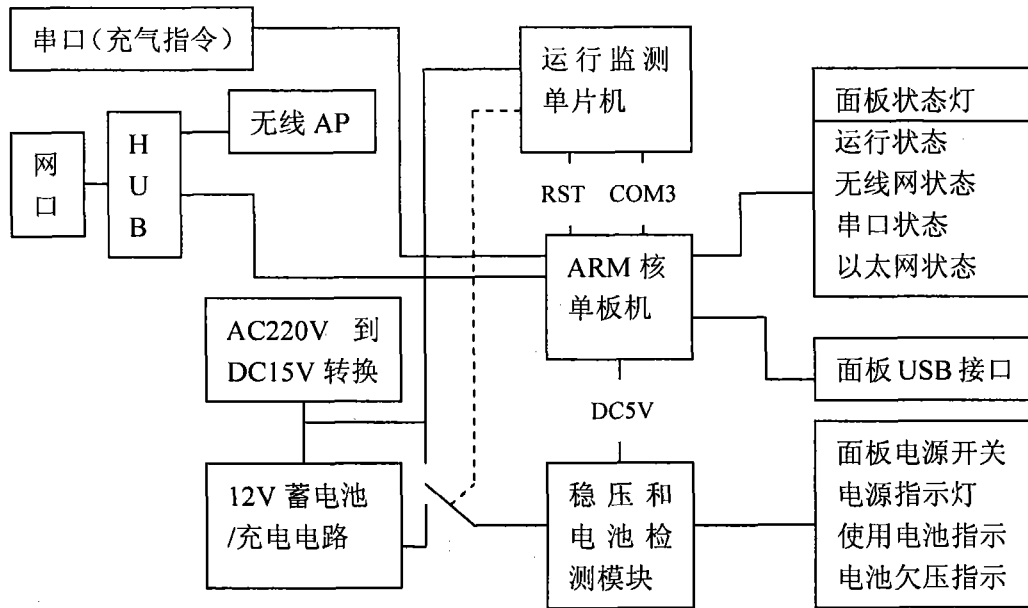 串口（充气指令）
网
口
H
U
B
无线 AP
运行监测
单片机
RST
COM3
ARM 核
单板机
DC5V
面板状态灯
运行状态
无线网状态
串口状态
以太网状态
面板 USB 接口
AC220V 到
DC15V 转换
12V 蓄电池
/充电电路
稳压和
电池检
测模块
面板电源开关
电源指示灯
使用电池指示
电池欠压指示